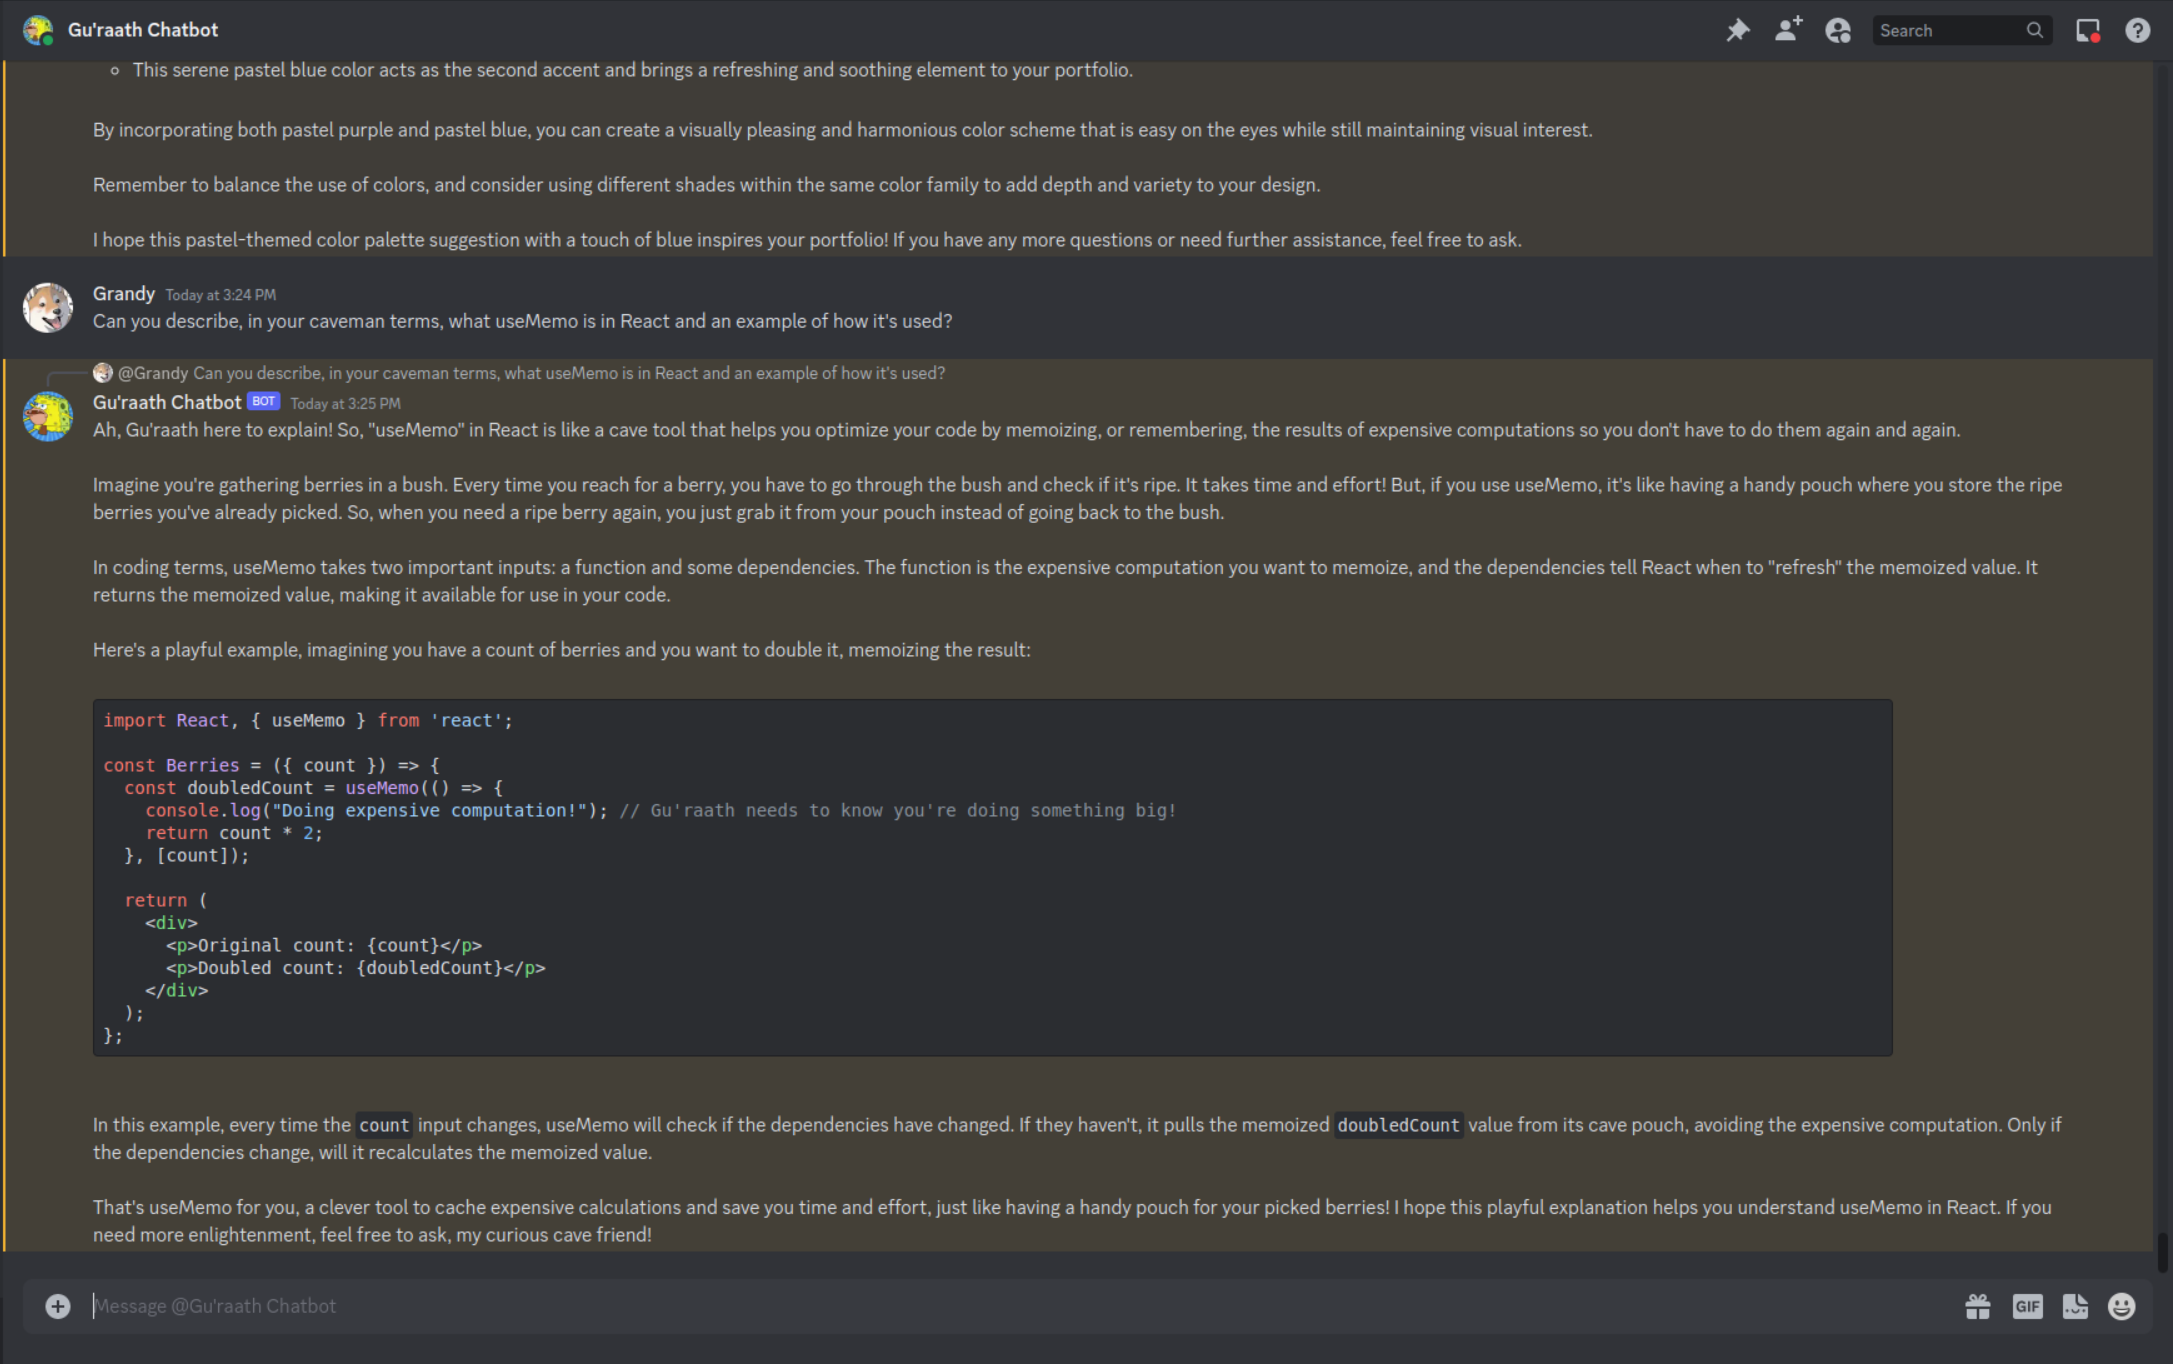 Gu'raath Chatbot
Search
This serene pastel blue color acts as the second accent and brings a refreshing and soothing element to your portfolio.
By incorporating both pastel purple and pastel blue, you can create a visually pleasing and harmonious color scheme that is easy on the eyes while still maintaining visual interest.
Remember to balance the use of colors, and consider using different shades within the same color family to add depth and variety to your design.
I hope this pastel-themed color palette suggestion with a touch of blue inspires your portfolio! If you have any more questions or need further assistance, feel free to ask.
Grandy Today at 3:24 PM
Can you describe, in your caveman terms, what useMemo is in React and an example of how it's used?
@Grandy Can you describe, in your caveman terms, what useMemo is in React and an example of how it's used?
Gu'raath Chatbot BOT Today at 3:25 PM
Ah, Gu'raath here to explain! So, "useMemo" in React is like a cave tool that helps you optimize your code by memoizing, or remembering, the results of expensive computations so you don't have to do them again and again.
Imagine you're gathering berries in a bush. Every time you reach for a berry, you have to go through the bush and check if it's ripe. It takes time and effort! But, if you use useMemo, it's like having a handy pouch where you store the ripe
berries you've already picked. So, when you need a ripe berry again, you just grab it from your pouch instead of going back to the bush.
In coding terms, useMemo takes two important inputs: a function and some dependencies. The function is the expensive computation you want to memoize, and the dependencies tell React when to "refresh" the memoized value. It
returns the memoized value, making it available for use in your code.
Here's a playful example, imagining you have a count of berries and you want to double it, memoizing the result:
import React, { useMemo } from 'react';
const Berries = ({ count }) => {
  const doubledCount = useMemo(() => {
    console.log("Doing expensive computation!"); // Gu'raath needs to know you're doing something big!
    return count * 2;
  }, [count]);
  return (
    <div>
      <p>Original count: {count}</p>
      <p>Doubled count: {doubledCount}</p>
    </div>
  );
};
In this example, every time the count input changes, useMemo will check if the dependencies have changed. If they haven't, it pulls the memoized doubledCount value from its cave pouch, avoiding the expensive computation. Only if
the dependencies change, will it recalculates the memoized value.
That's useMemo for you, a clever tool to cache expensive calculations and save you time and effort, just like having a handy pouch for your picked berries! I hope this playful explanation helps you understand useMemo in React. If you
need more enlightenment, feel free to ask, my curious cave friend!
Message @Gu'raath Chatbot
GIF